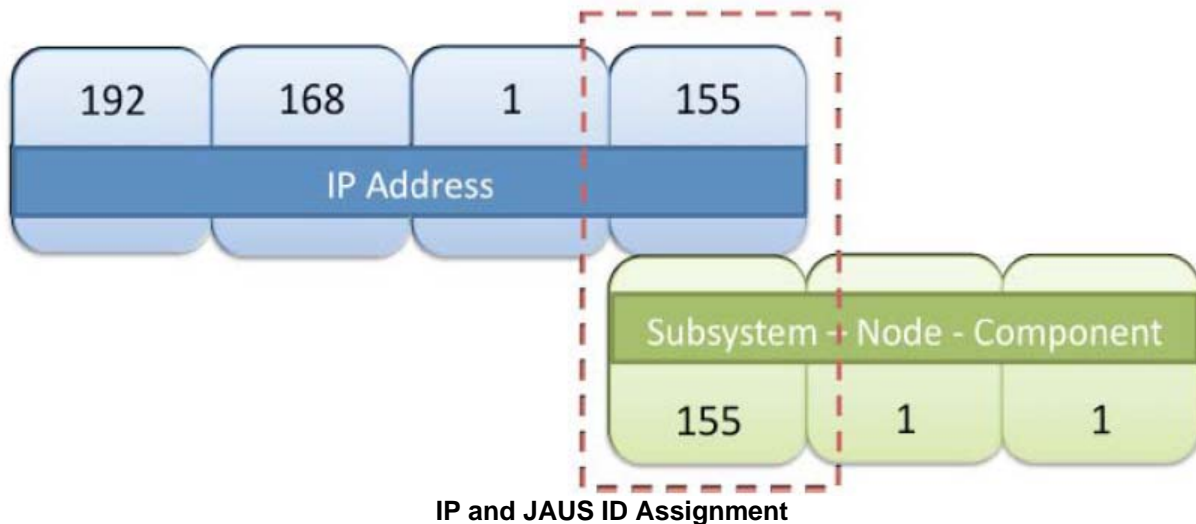 192 168 1 155
IP Address
Subsystem - Node - Component
155 1 1
IP and JAUS ID Assignment